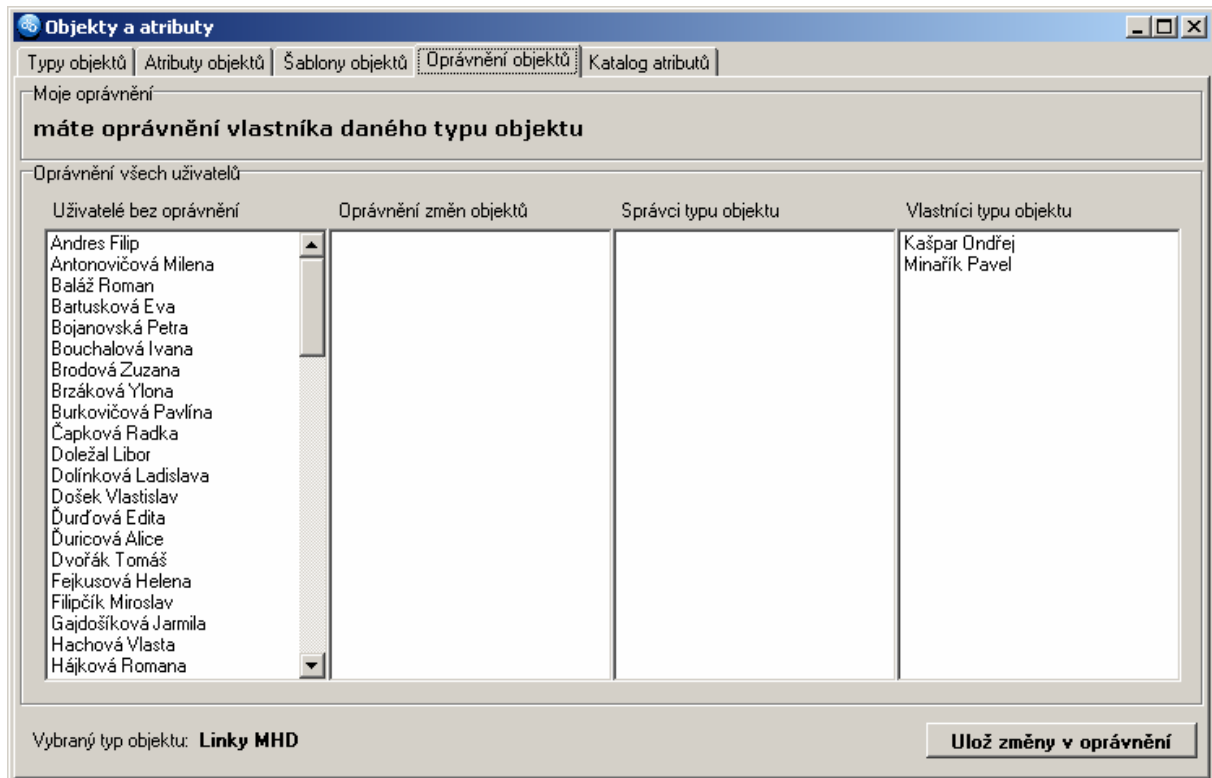 Objekty a atributy
Typy objektů Atributy objektů Šablony objektů Oprávnění objektů Katalog atributů
Moje oprávnění
máte oprávnění vlastníka daného typu objektu
Oprávnění všech uživatelů
Uživatelé bez oprávnění Oprávnění změn objektů Správci typu objektu Vlastníci typu objektu
Andres Filip
Antonovičová Milena
Baláž Roman
Bartusková Eva
Bojanovská Petra
Bouchalová Ivana
Brodová Zuzana
Brzáková Ylona
Burkovičová Pavlína
Čapková Radka
Doležal Libor
Dolínková Ladislava
Došek Vlastislav
Ďurďová Edita
Ďuricová Alice
Dvořák Tomáš
Fejkusová Helena
Filipčík Miroslav
Gajdošíková Jarmila
Hachová Vlasta
Hájková Romana
Kašpar Ondřej
Minařík Pavel
Vybraný typ objektu: Linky MHD
Ulož změny v oprávnění